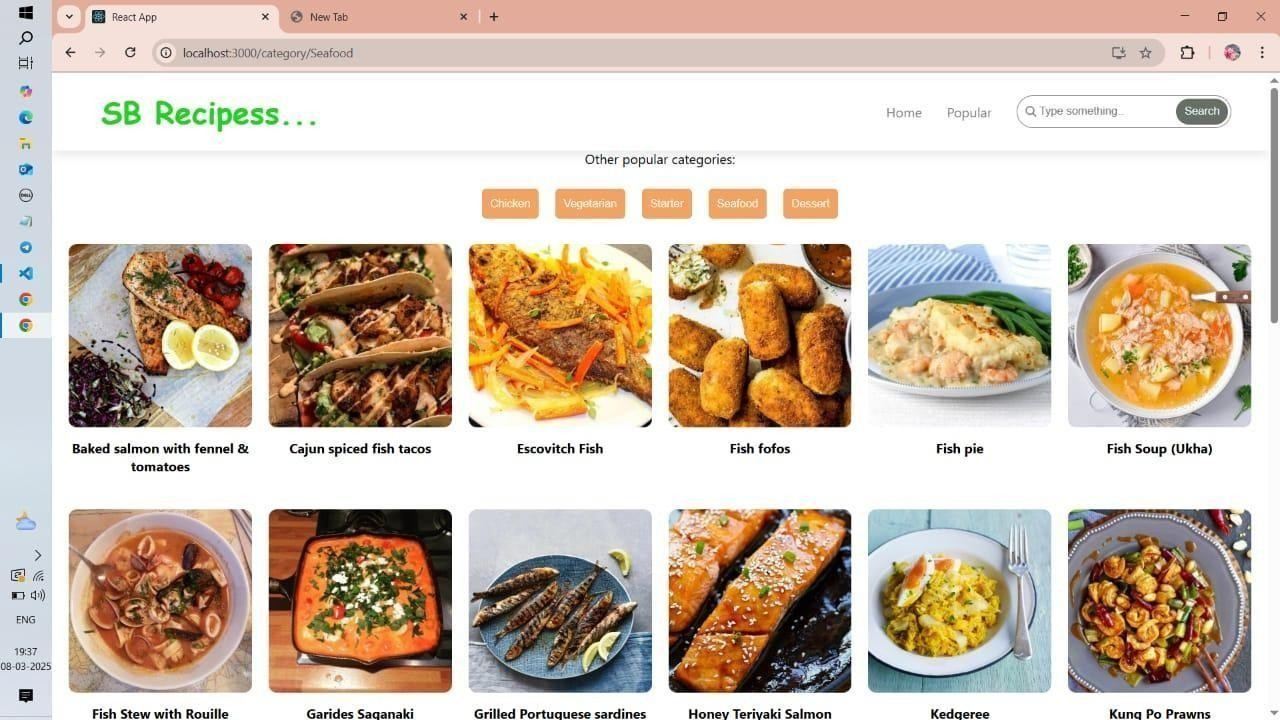 React App
New Tab
localhost:3000/category/Seafood
SB Recipess...
Home
Popular
Type something..
Search
Other popular categories:
Chicken
Vegetarian
Starter
Seafood
Dessert
Baked salmon with fennel &
tomatoes
Cajun spiced fish tacos
Escovitch Fish
Fish fofos
Fish pie
Fish Soup (Ukha)
Fish Stew with Rouille
Garides Saganaki
Grilled Portuguese sardines
Honey Teriyaki Salmon
Kedgeree
Kung Po Prawns
ENG
19:37
08-03-2025